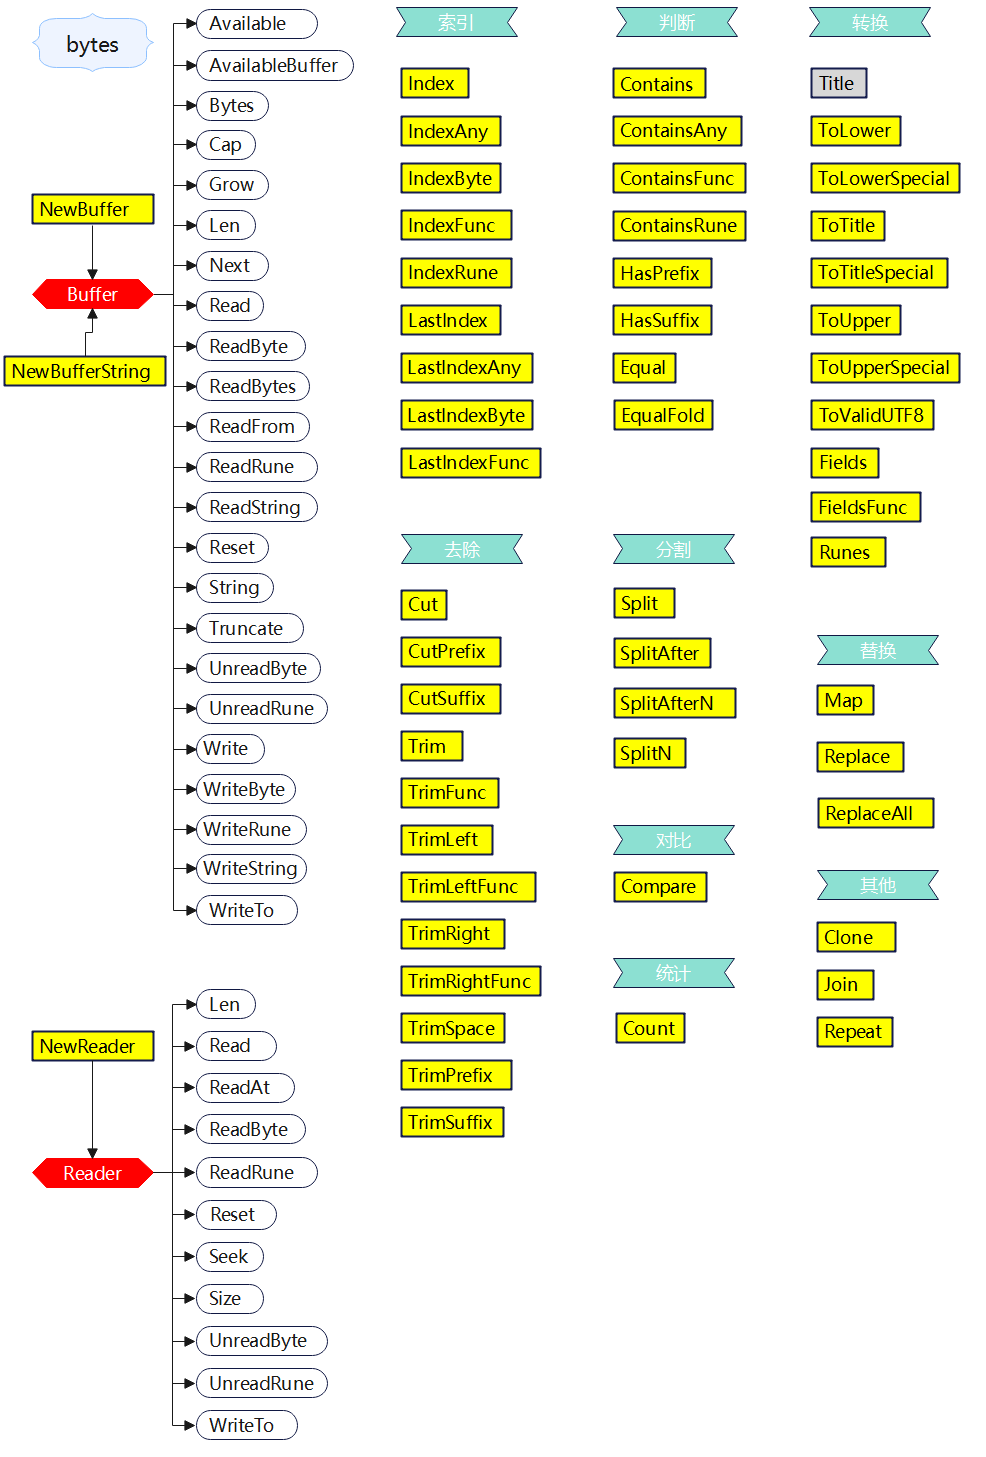 bytes
NewBuffer
Buffer
NewBufferString
Available
AvailableBuffer
Bytes
Cap
Grow
Len
Next
Read
ReadByte
ReadBytes
ReadFrom
ReadRune
ReadString
Reset
String
Truncate
UnreadByte
UnreadRune
Write
WriteByte
WriteRune
WriteString
WriteTo
NewReader
Reader
Len
Read
ReadAt
ReadByte
ReadRune
Reset
Seek
Size
UnreadByte
UnreadRune
WriteTo
索引
Index
IndexAny
IndexByte
IndexFunc
IndexRune
LastIndex
LastIndexAny
LastIndexByte
LastIndexFunc
去除
Cut
CutPrefix
CutSuffix
Trim
TrimFunc
TrimLeft
TrimLeftFunc
TrimRight
TrimRightFunc
TrimSpace
TrimPrefix
TrimSuffix
判断
Contains
ContainsAny
ContainsFunc
ContainsRune
HasPrefix
HasSuffix
Equal
EqualFold
分割
Split
SplitAfter
SplitAfterN
SplitN
对比
Compare
统计
Count
转换
Title
ToLower
ToLowerSpecial
ToTitle
ToTitleSpecial
ToUpper
ToUpperSpecial
ToValidUTF8
Fields
FieldsFunc
Runes
替换
Map
Replace
ReplaceAll
其他
Clone
Join
Repeat